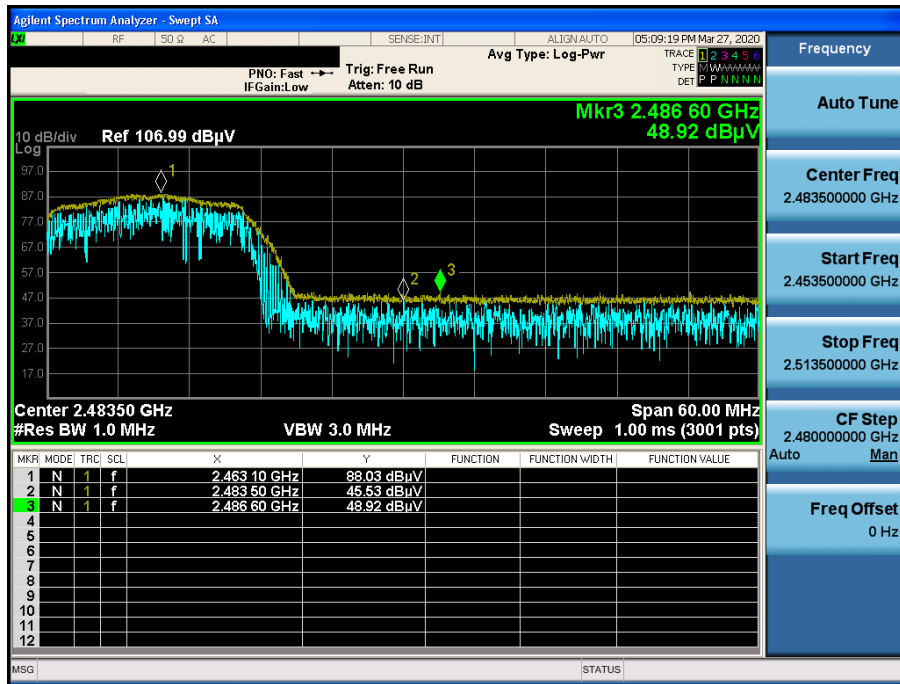 Agilent Spectrum Analyzer - Swept SA
LXI RF 50 Ω AC SENSE:INT ALIGNAUTO 05:09:19 PM Mar 27, 2020
PNO: Fast
IFGain:Low
Trig: Free Run
Atten: 10 dB
Avg Type: Log-Pwr
TRACE 1 2 3 4 5 6
TYPE M W
DET P P N N N N
Mkr3 2.486 60 GHz
48.92 dBµV
10 dB/div Ref 106.99 dBµV
Log
97.0
87.0
77.0
67.0
57.0
47.0
37.0
27.0
17.0
1
2
3
Center 2.48350 GHz Span 60.00 MHz
#Res BW 1.0 MHz VBW 3.0 MHz Sweep 1.00 ms (3001 pts)
MKR MODE TRC SCL X Y FUNCTION FUNCTION WIDTH FUNCTION VALUE
1 N 1 f 2.463 10 GHz 88.03 dBµV
2 N 1 f 2.483 50 GHz 45.53 dBµV
3 N 1 f 2.486 60 GHz 48.92 dBµV
4
5
6
7
8
9
10
11
12
MSG STATUS
Frequency
Auto Tune
Center Freq
2.483500000 GHz
Start Freq
2.453500000 GHz
Stop Freq
2.513500000 GHz
CF Step
2.480000000 GHz
Auto Man
Freq Offset
0 Hz